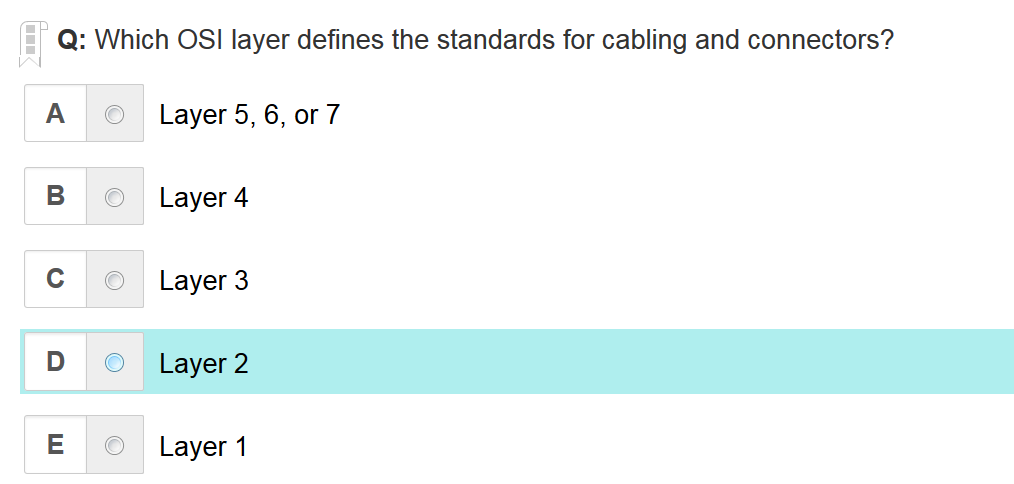 Q: Which OSI layer defines the standards for cabling and connectors?
A Layer 5, 6, or 7
B Layer 4
C Layer 3
D Layer 2
E Layer 1